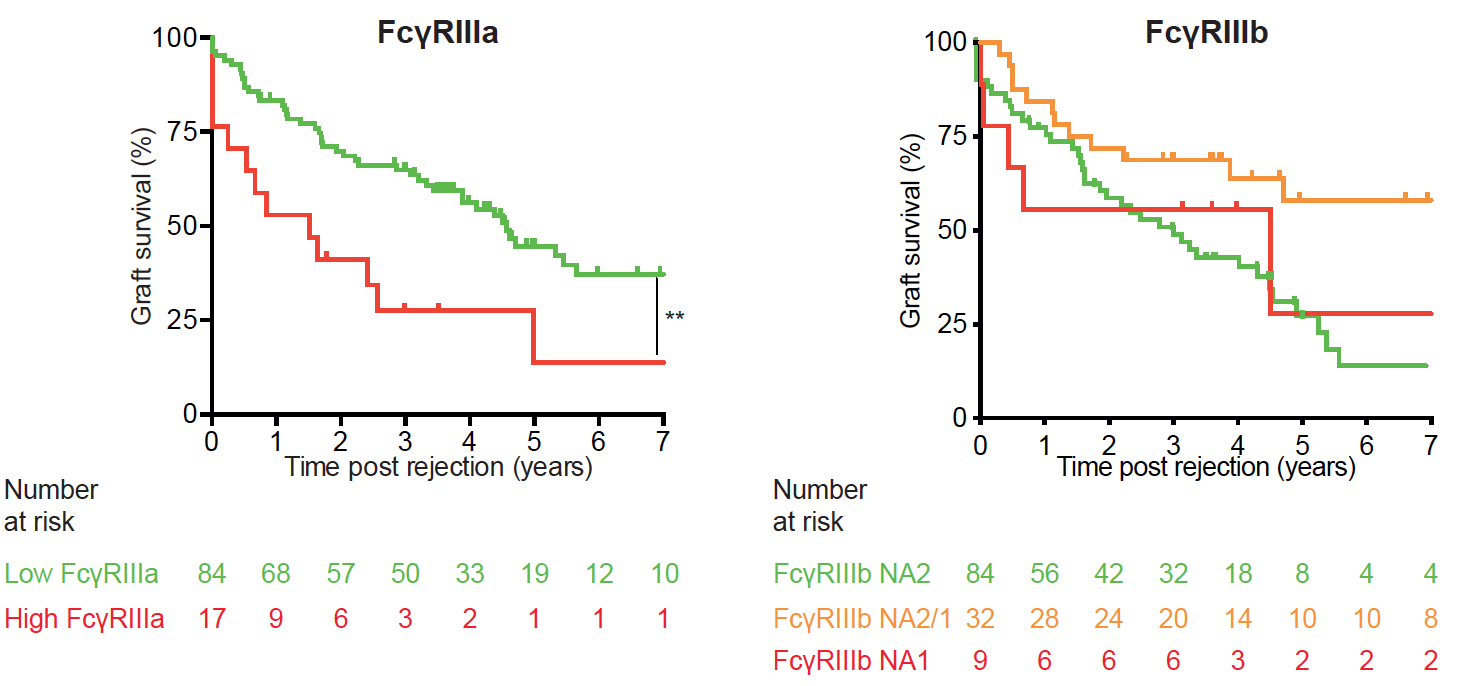 FcγRIIIa
100
75
50
25
0
Graft survival (%)
**
0 1 2 3 4 5 6 7
Time post rejection (years)
Number
at risk
Low FcγRIIIa 84 68 57 50 33 19 12 10
High FcγRIIIa 17 9 6 3 2 1 1 1
FcγRIIIb
100
75
50
25
0
Graft survival (%)
0 1 2 3 4 5 6 7
Time post rejection (years)
Number
at risk
FcγRIIIb NA2 84 56 42 32 18 8 4 4
FcγRIIIb NA2/1 32 28 24 20 14 10 10 8
FcγRIIIb NA1 9 6 6 6 3 2 2 2